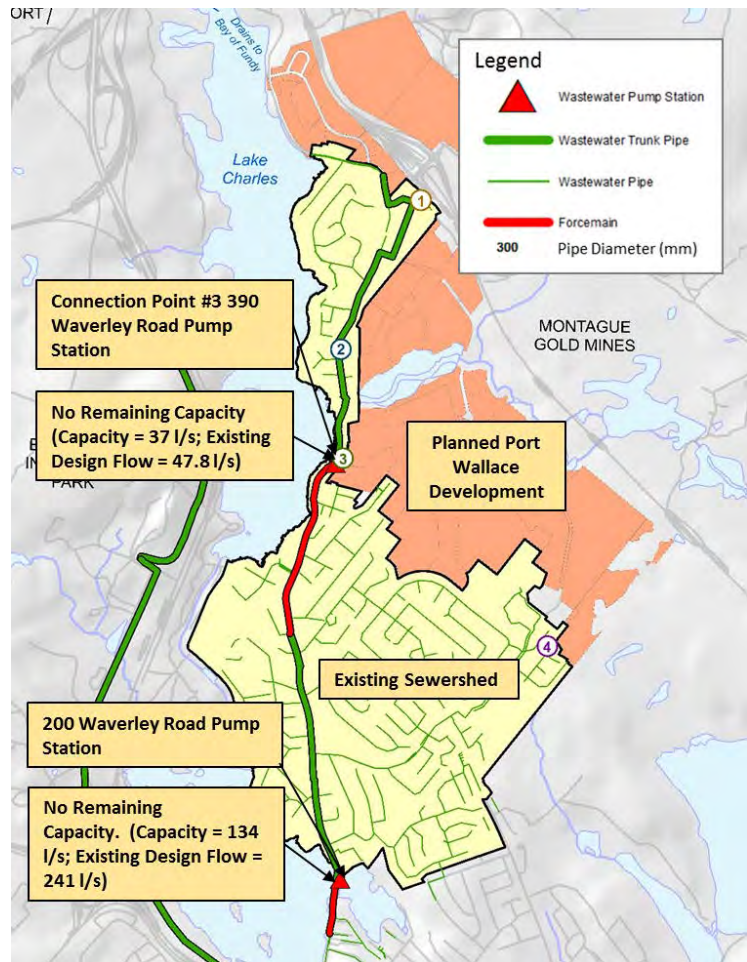 ORT /
Drains to
Bay of Fundy
Lake
Charles
Legend
Wastewater Pump Station
Wastewater Trunk Pipe
Wastewater Pipe
Forcemain
300 Pipe Diameter (mm)
1
Connection Point #3 390
Waverley Road Pump
Station
2
MONTAGUE
GOLD MINES
No Remaining Capacity
(Capacity = 37 l/s; Existing
Design Flow = 47.8 l/s)
PARK
3
Planned Port
Wallace
Development
4
Existing Sewershed
200 Waverley Road Pump
Station
No Remaining
Capacity. (Capacity = 134
l/s; Existing Design Flow =
241 l/s)